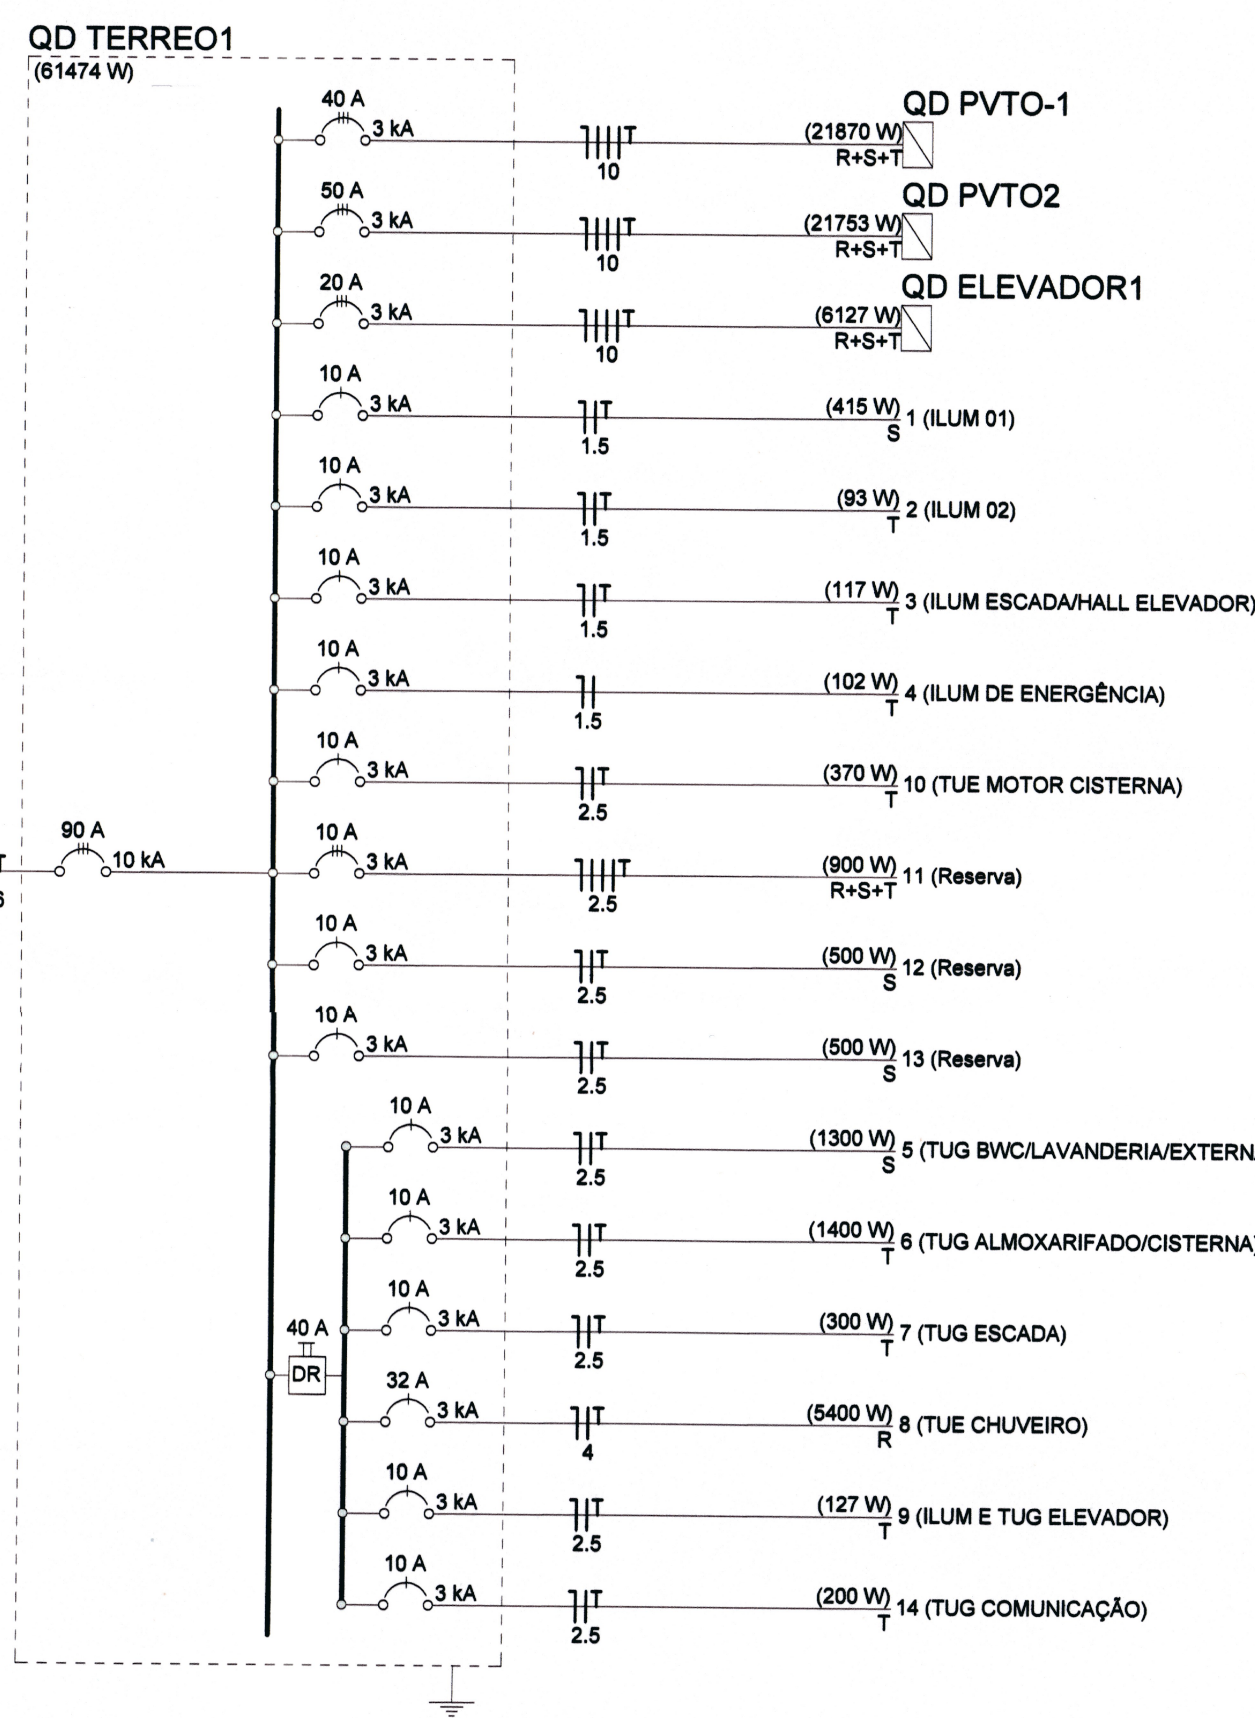 QD TERREO1
(61474 W)
40 A
3 kA
T
10
(21870 W)
R+S+T
QD PVTO-1
50 A
3 kA
T
10
(21753 W)
R+S+T
QD PVTO2
20 A
3 kA
T
10
(6127 W)
R+S+T
QD ELEVADOR1
10 A
3 kA
T
1.5
(415 W)
S
1 (ILUM 01)
10 A
3 kA
T
1.5
(93 W)
T
2 (ILUM 02)
10 A
3 kA
T
1.5
(117 W)
T
3 (ILUM ESCADA/HALL ELEVADOR)
10 A
3 kA
1.5
(102 W)
T
4 (ILUM DE ENERGÊNCIA)
10 A
3 kA
T
2.5
(370 W)
T
10 (TUE MOTOR CISTERNA)
90 A
10 kA
10 A
3 kA
T
2.5
(900 W)
R+S+T
11 (Reserva)
10 A
3 kA
T
2.5
(500 W)
S
12 (Reserva)
10 A
3 kA
T
2.5
(500 W)
S
13 (Reserva)
10 A
3 kA
T
2.5
(1300 W)
S
5 (TUG BWC/LAVANDERIA/EXTERN
10 A
3 kA
T
2.5
(1400 W)
T
6 (TUG ALMOXARIFADO/CISTERNA)
10 A
3 kA
T
2.5
(300 W)
T
7 (TUG ESCADA)
40 A
DR
32 A
3 kA
T
4
(5400 W)
R
8 (TUE CHUVEIRO)
10 A
3 kA
T
2.5
(127 W)
T
9 (ILUM E TUG ELEVADOR)
10 A
3 kA
T
2.5
(200 W)
T
14 (TUG COMUNICAÇÃO)